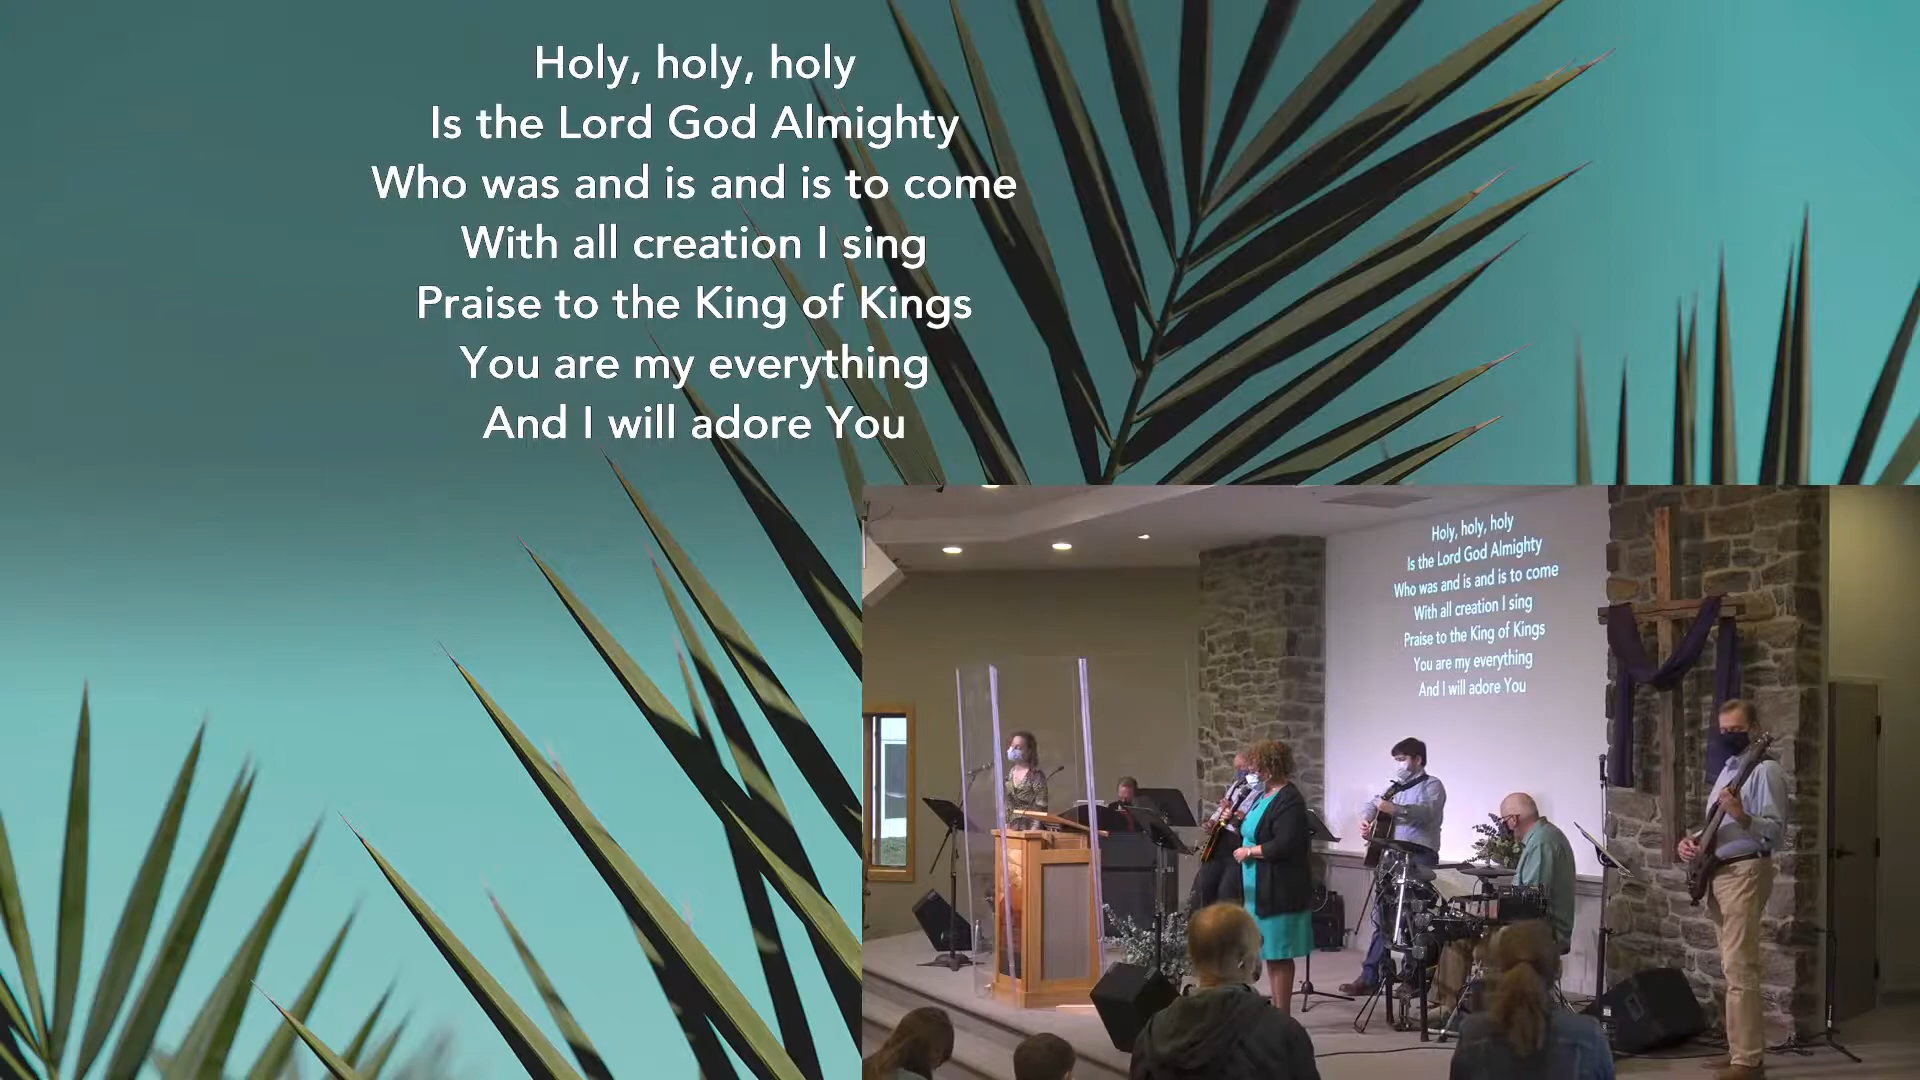 Holy, holy, holy
Is the Lord God Almighty
Who was and is and is to come
With all creation I sing
Praise to the King of Kings
You are my everything
And I will adore You
Holy, holy, holy
Is the Lord God Almighty
Who was and is and is to come
With all creation I sing
Praise to the King of Kings
You are my everything
And I will adore You